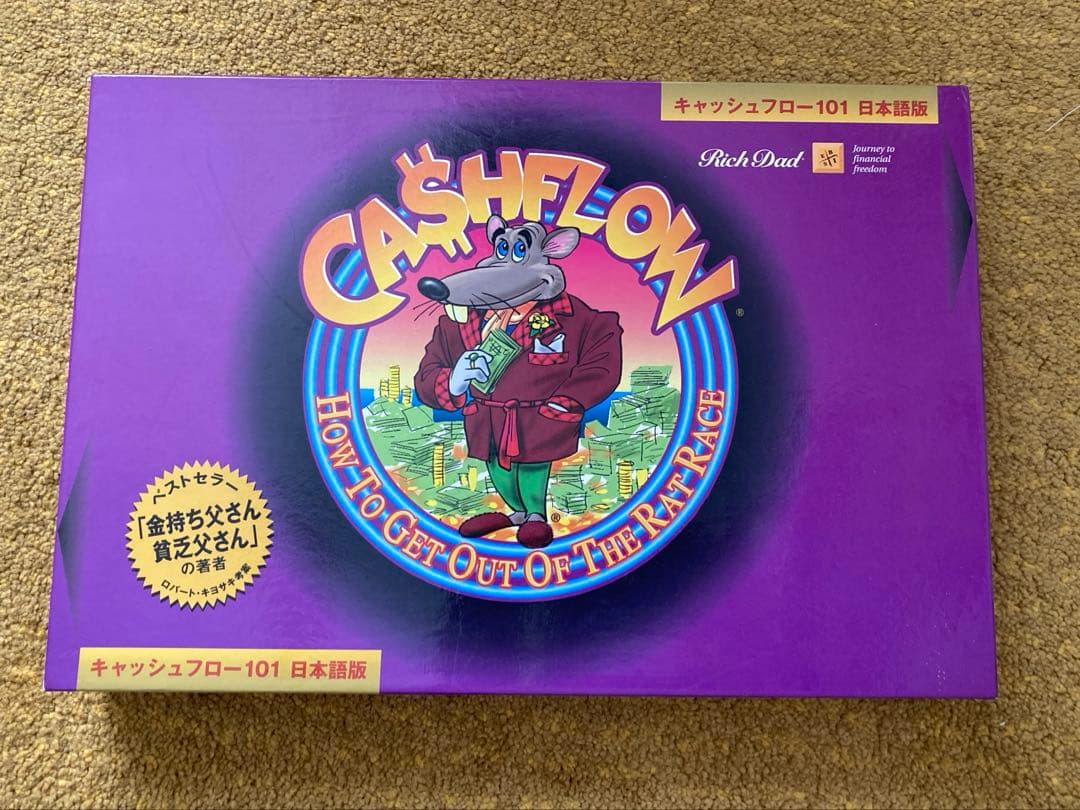 キャッシュフロー101 日本語版
Rich Dad
E B
S I
Journey to
financial
freedom
CA$HFLOW
®
HOW TO GET OUT OF THE RAT RACE
®
ベストセラー
「金持ち父さん
貧乏父さん」
の著者
ロバート・キヨサキ考案
キャッシュフロー101 日本語版